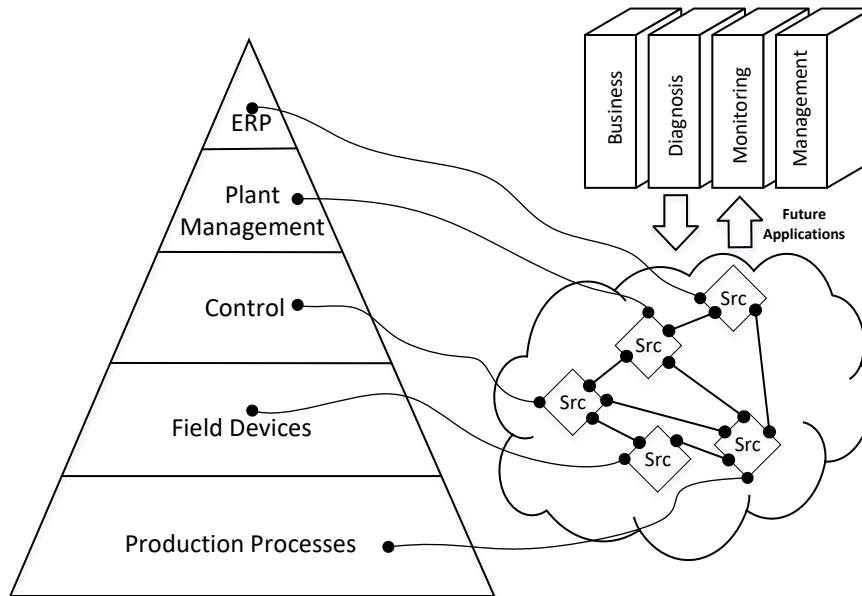 ERP
Plant
Management
Control
Field Devices
Production Processes
Business
Diagnosis
Monitoring
Management
Future
Applications
Src
Src
Src
Src
Src